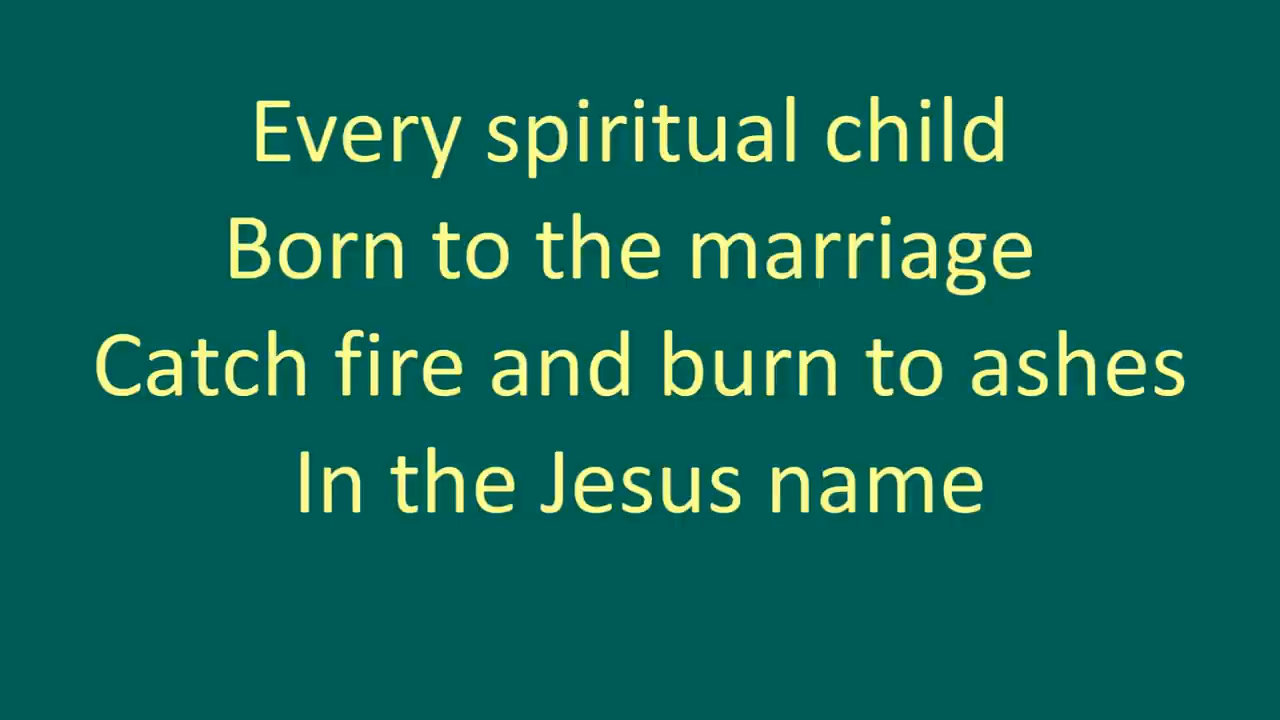 Every spiritual child
Born to the marriage
Catch fire and burn to ashes
In the Jesus name